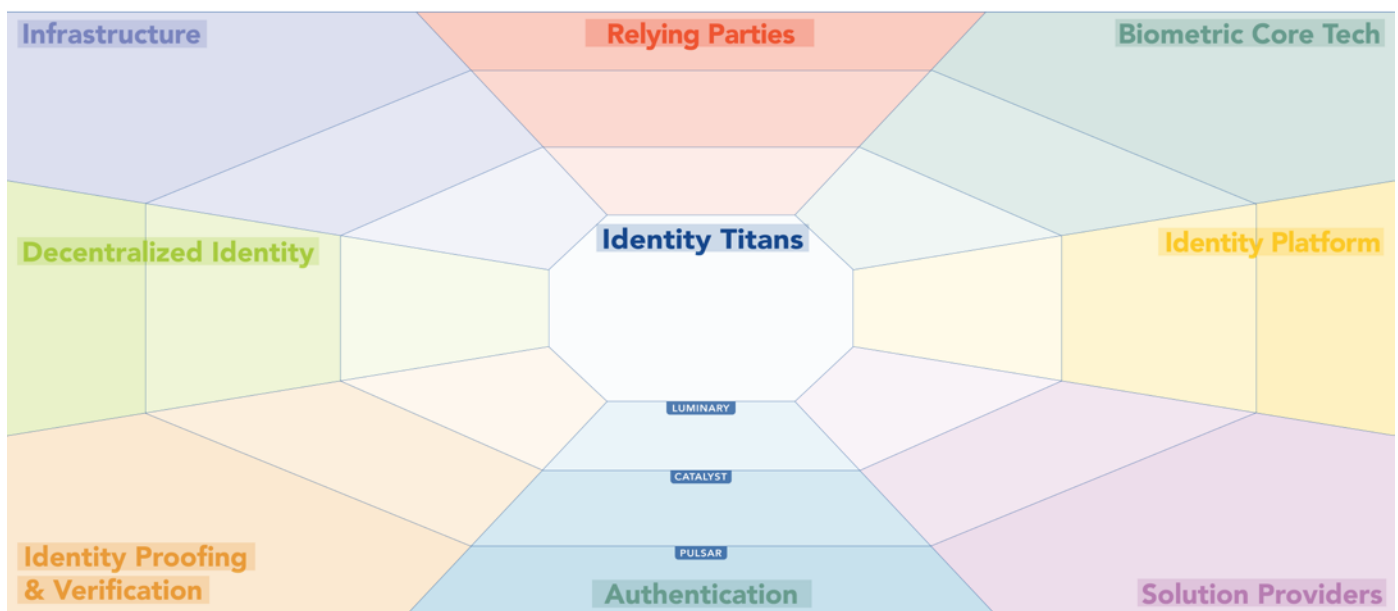 Infrastructure
Relying Parties
Biometric Core Tech
Decentralized Identity
Identity Titans
Identity Platform
LUMINARY
CATALYST
PULSAR
Identity Proofing
& Verification
Authentication
Solution Providers